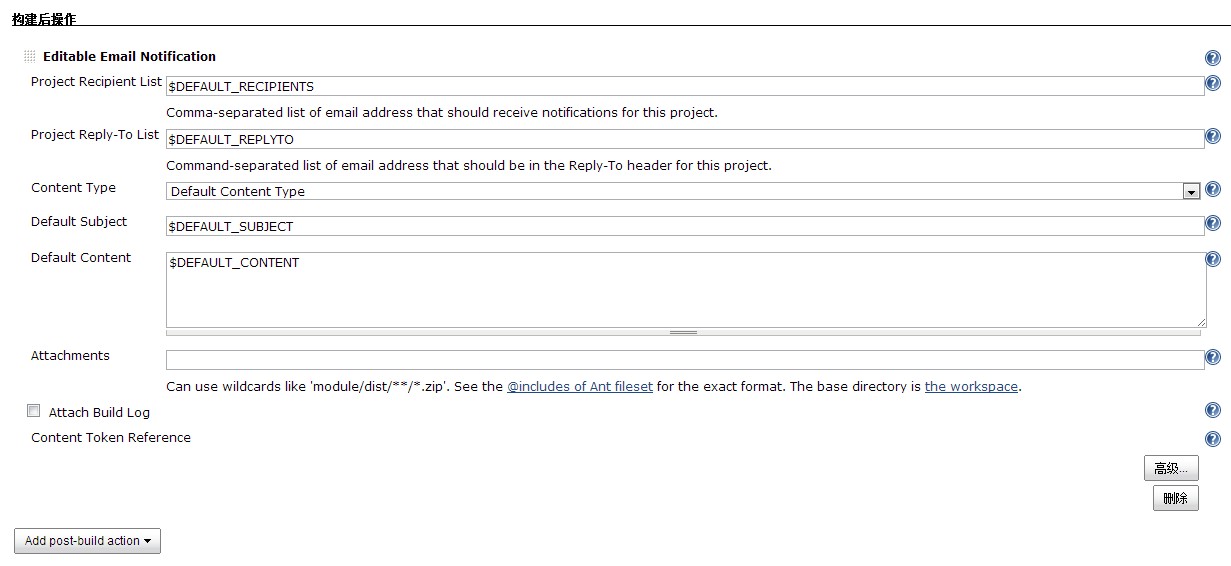 构建后操作
Editable Email Notification
Project Recipient List $DEFAULT_RECIPIENTS
Comma-separated list of email address that should receive notifications for this project.
Project Reply-To List $DEFAULT_REPLYTO
Command-separated list of email address that should be in the Reply-To header for this project.
Content Type Default Content Type
Default Subject $DEFAULT_SUBJECT
Default Content $DEFAULT_CONTENT
Attachments
Can use wildcards like 'module/dist/**/*.zip'. See the @includes of Ant fileset for the exact format. The base directory is the workspace.
Attach Build Log
Content Token Reference
高级...
删除
Add post-build action